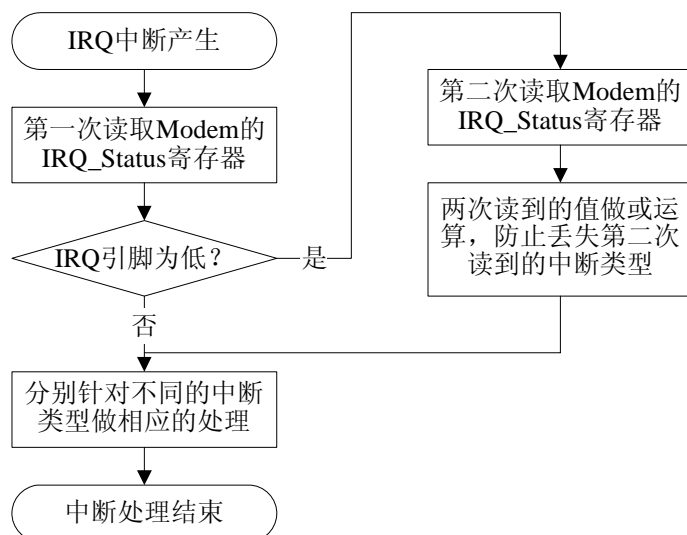 IRQ中断产生
第一次读取Modem的
IRQ_Status寄存器
IRQ引脚为低？
是
否
第二次读取Modem的
IRQ_Status寄存器
两次读到的值做或运
算，防止丢失第二次
读到的中断类型
分别针对不同的中断
类型做相应的处理
中断处理结束